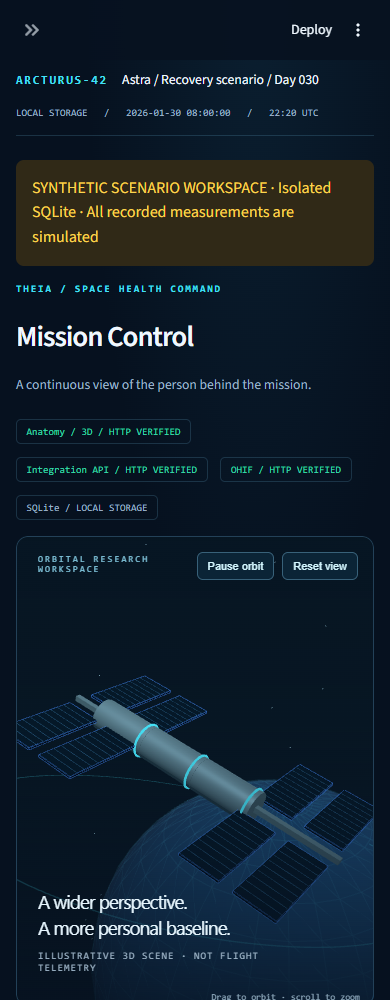 Deploy
ARCTURUS-42 Astra / Recovery scenario / Day 030
LOCAL STORAGE / 2026-01-30 08:00:00 / 22:20 UTC
SYNTHETIC SCENARIO WORKSPACE · Isolated
SQLite · All recorded measurements are
simulated
THEIA / SPACE HEALTH COMMAND
Mission Control
A continuous view of the person behind the mission.
Anatomy / 3D / HTTP VERIFIED
Integration API / HTTP VERIFIED OHIF / HTTP VERIFIED
SQLite / LOCAL STORAGE
ORBITAL RESEARCH
WORKSPACE
Pause orbit Reset view
A wider perspective.
A more personal baseline.
ILLUSTRATIVE 3D SCENE · NOT FLIGHT
TELEMETRY
Drag to orbit · scroll to zoom